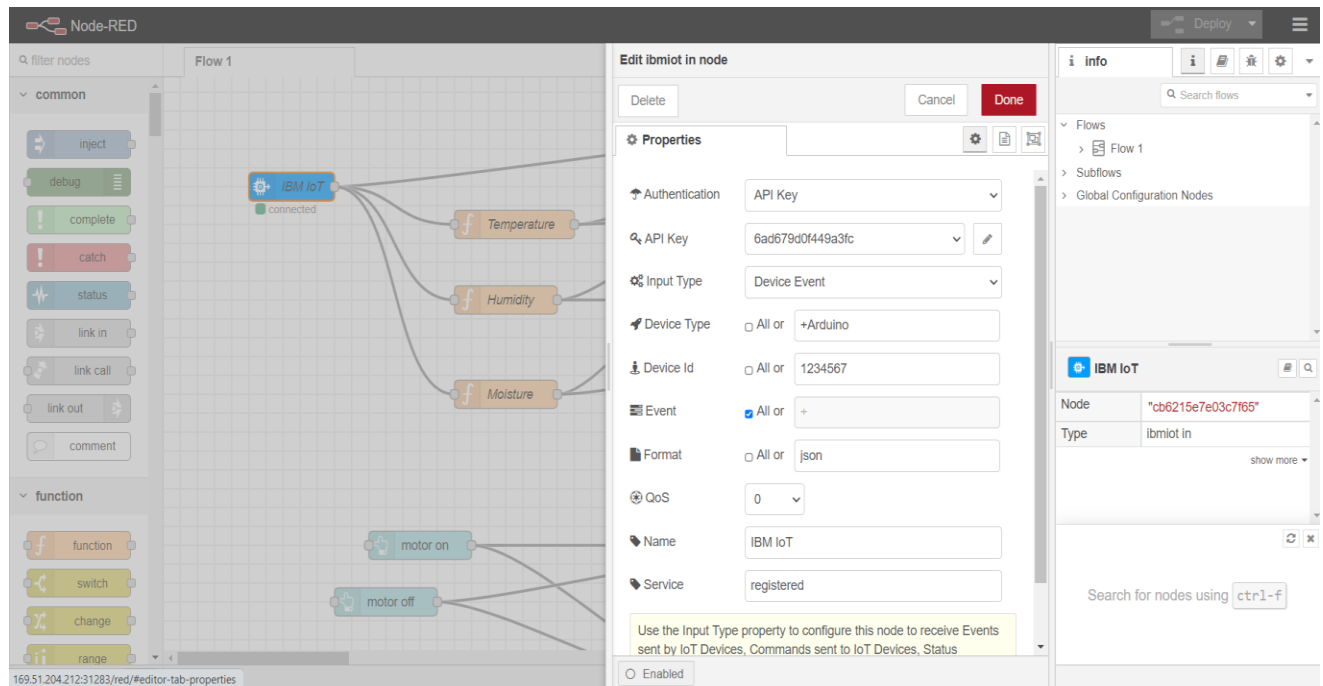 Node-RED
Deploy
filter nodes
Flow 1
common
inject
debug
complete
catch
status
link in
link call
link out
comment
function
function
switch
change
range
IBM IoT
connected
Temperature
Humidity
Moisture
motor on
motor off
Edit ibmiot in node
Delete
Cancel
Done
Properties
Authentication
API Key
API Key
6ad679d0f449a3fc
Input Type
Device Event
Device Type
All or
+Arduino
Device Id
All or
1234567
Event
All or
+
Format
All or
json
QoS
0
Name
IBM IoT
Service
registered
Use the Input Type property to configure this node to receive Events
sent by IoT Devices, Commands sent to IoT Devices, Status
Enabled
i info
i
Search flows
Flows
Flow 1
Subflows
Global Configuration Nodes
IBM IoT
Node
"cb6215e7e03c7f65"
Type
ibmiot in
show more
Search for nodes using ctrl-f
169.51.204.212:31283/red/#editor-tab-properties